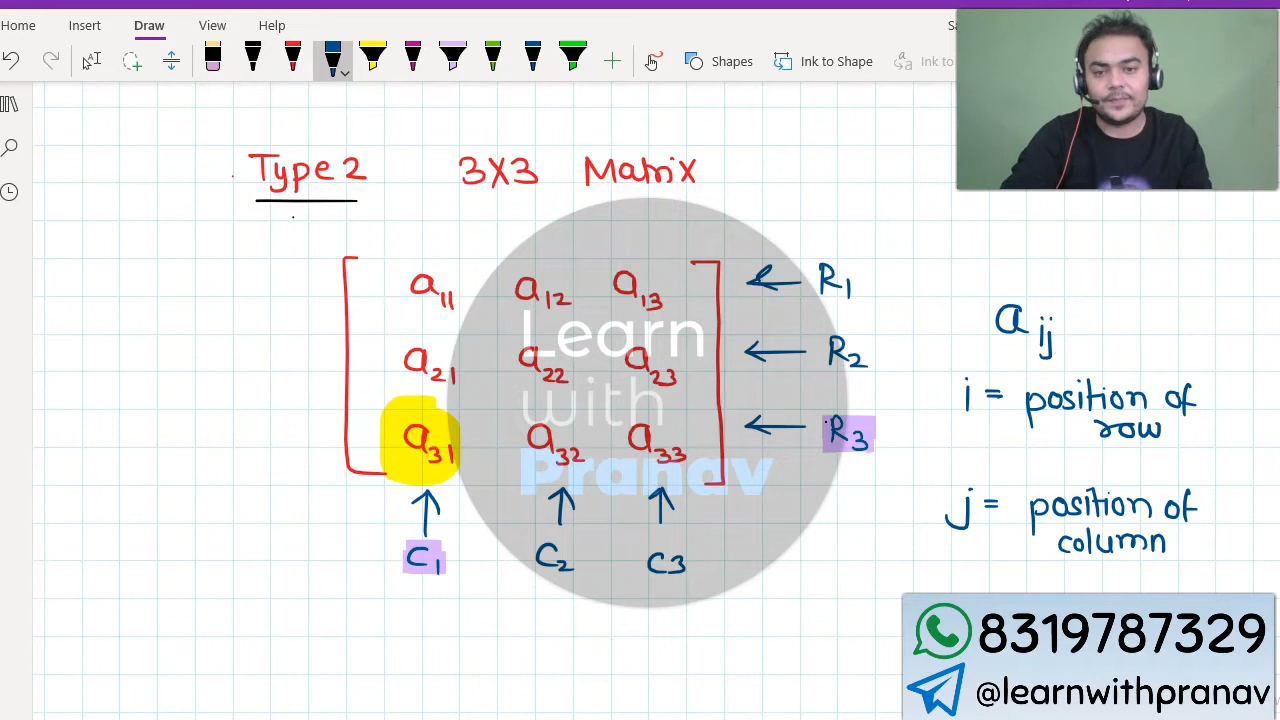 Home Insert Draw View Help
Shapes Ink to Shape Ink to
Type 2 3X3 Matrix
a11 a12 a13 R1
a21 a22 a23 R2
a31 a32 a33 R3
C1 C2 C3
aij
i = position of
row
j = position of
column
Learn
with
Pranav
8319787329
@learnwithpranav